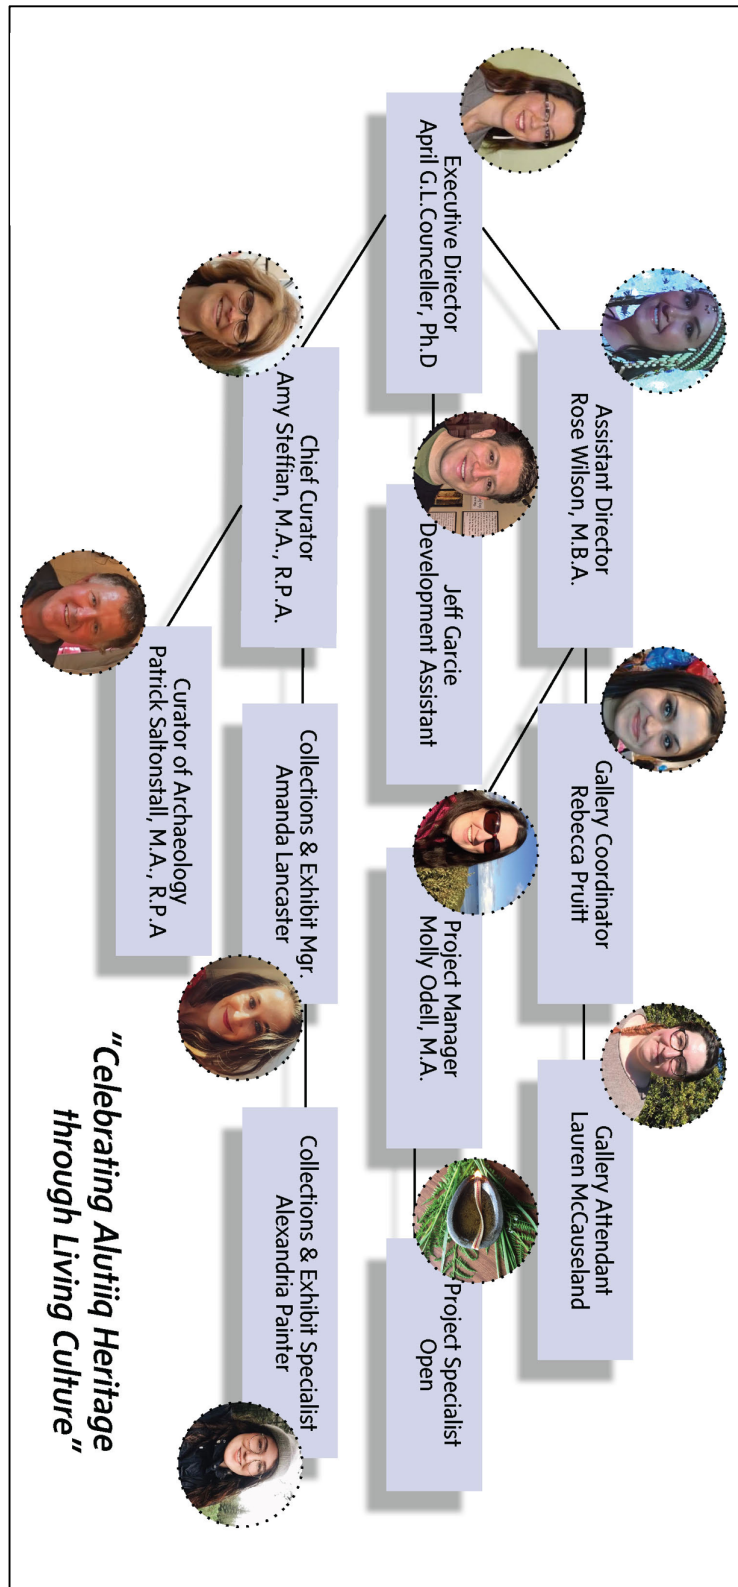 Executive Director
April G.L.Counceller, Ph.D
Assistant Director
Rose Wilson, M.B.A.
Jeff Garcie
Development Assistant
Chief Curator
Amy Steffian, M.A., R.P.A.
Gallery Coordinator
Rebecca Pruitt
Project Manager
Molly Odell, M.A.
Collections & Exhibit Mgr.
Amanda Lancaster
Curator of Archaeology
Patrick Saltonstall, M.A., R.P.A
Gallery Attendant
Lauren McCauseland
Project Specialist
Open
Collections & Exhibit Specialist
Alexandria Painter
"Celebrating Alutiiq Heritage
through Living Culture"